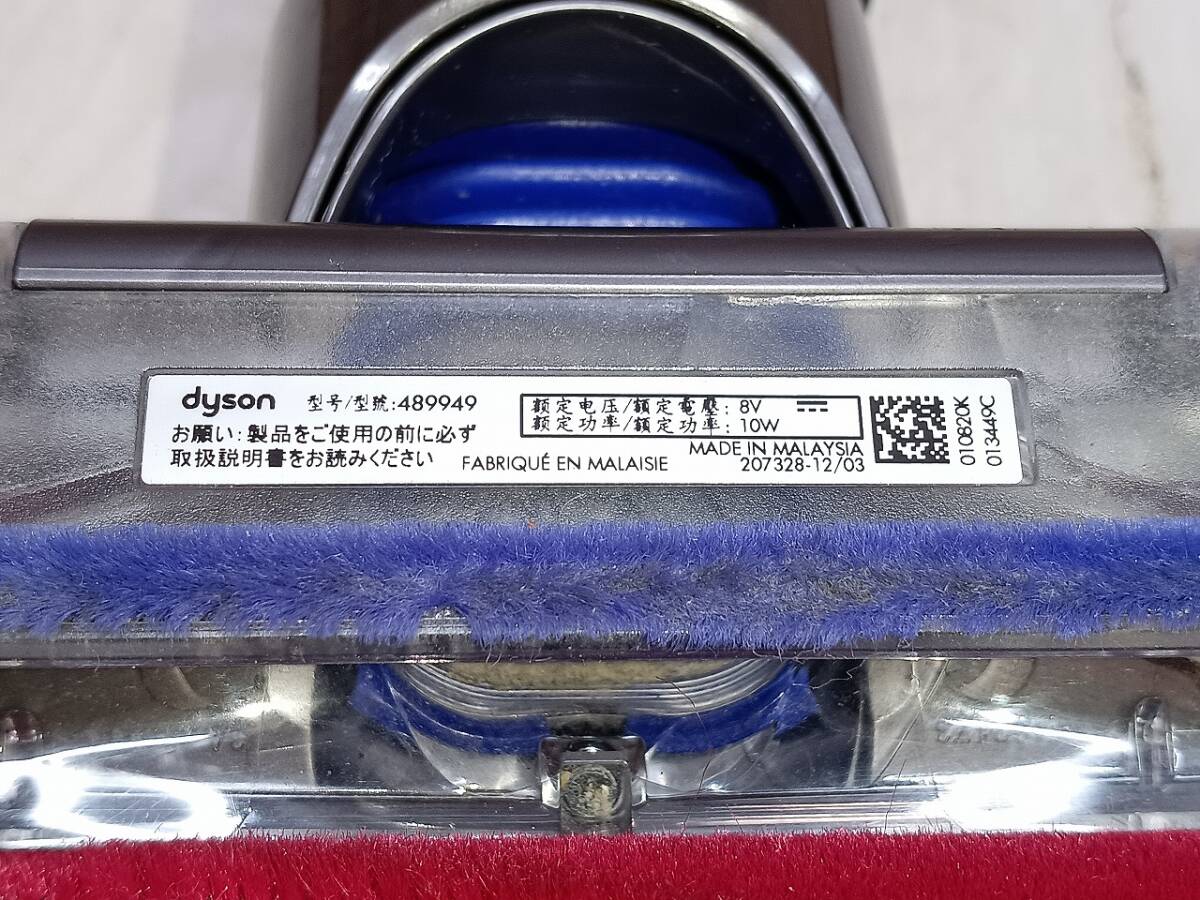 dyson 型号/型號:489949
お願い:製品をご使用の前に必ず
取扱説明書をお読みください
FABRIQUÉ EN MALAISIE
额定电压/額定電壓: 8V
额定功率/額定功率: 10W
MADE IN MALAYSIA
207328-12/03
010620K
013449C